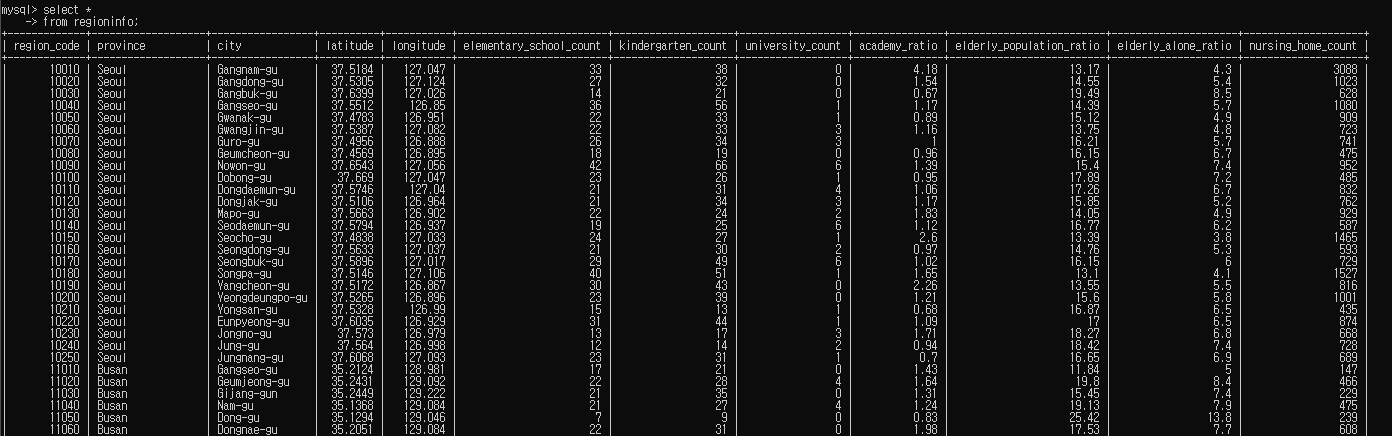 mysql> select *
    -> from regioninfo;
| region_code | province | city | latitude | longitude | elementary_school_count | kindergarten_count | university_count | academy_ratio | elderly_population_ratio | elderly_alone_ratio | nursing_home_count |
| 10010 | Seoul | Gangnam-gu | 37.5184 | 127.047 | 33 | 38 | 0 | 4.18 | 13.17 | 4.3 | 3088 |
| 10020 | Seoul | Gangdong-gu | 37.5305 | 127.124 | 27 | 32 | 0 | 1.54 | 14.55 | 5.4 | 1023 |
| 10030 | Seoul | Gangbuk-gu | 37.6399 | 127.026 | 14 | 21 | 0 | 0.67 | 19.49 | 8.5 | 628 |
| 10040 | Seoul | Gangseo-gu | 37.5512 | 126.85 | 36 | 56 | 1 | 1.17 | 14.39 | 5.7 | 1080 |
| 10050 | Seoul | Gwanak-gu | 37.4783 | 126.951 | 22 | 33 | 1 | 0.89 | 15.12 | 4.9 | 909 |
| 10060 | Seoul | Gwangjin-gu | 37.5387 | 127.082 | 22 | 33 | 3 | 1.16 | 13.75 | 4.8 | 723 |
| 10070 | Seoul | Guro-gu | 37.4956 | 126.888 | 26 | 34 | 3 | 1 | 16.21 | 5.7 | 741 |
| 10080 | Seoul | Geumcheon-gu | 37.4569 | 126.895 | 18 | 19 | 0 | 0.96 | 16.15 | 6.7 | 475 |
| 10090 | Seoul | Nowon-gu | 37.6543 | 127.056 | 42 | 66 | 6 | 1.39 | 15.4 | 7.4 | 952 |
| 10100 | Seoul | Dobong-gu | 37.669 | 127.047 | 23 | 26 | 1 | 0.95 | 17.89 | 7.2 | 485 |
| 10110 | Seoul | Dongdaemun-gu | 37.5746 | 127.04 | 21 | 31 | 4 | 1.06 | 17.26 | 6.7 | 832 |
| 10120 | Seoul | Dongjak-gu | 37.5106 | 126.964 | 21 | 34 | 3 | 1.17 | 15.85 | 5.2 | 762 |
| 10130 | Seoul | Mapo-gu | 37.5663 | 126.902 | 22 | 24 | 2 | 1.83 | 14.05 | 4.9 | 929 |
| 10140 | Seoul | Seodaemun-gu | 37.5794 | 126.937 | 19 | 25 | 6 | 1.12 | 16.77 | 6.2 | 587 |
| 10150 | Seoul | Seocho-gu | 37.4838 | 127.033 | 24 | 27 | 1 | 2.6 | 13.39 | 3.8 | 1465 |
| 10160 | Seoul | Seongdong-gu | 37.5633 | 127.037 | 21 | 30 | 2 | 0.97 | 14.76 | 5.3 | 593 |
| 10170 | Seoul | Seongbuk-gu | 37.5896 | 127.017 | 29 | 49 | 6 | 1.02 | 16.15 | 6 | 729 |
| 10180 | Seoul | Songpa-gu | 37.5146 | 127.106 | 40 | 51 | 1 | 1.65 | 13.1 | 4.1 | 1527 |
| 10190 | Seoul | Yangcheon-gu | 37.5172 | 126.867 | 30 | 43 | 0 | 2.26 | 13.55 | 5.5 | 816 |
| 10200 | Seoul | Yeongdeungpo-gu | 37.5265 | 126.896 | 23 | 39 | 0 | 1.21 | 15.6 | 5.8 | 1001 |
| 10210 | Seoul | Yongsan-gu | 37.5328 | 126.99 | 15 | 13 | 1 | 0.68 | 16.87 | 6.5 | 435 |
| 10220 | Seoul | Eunpyeong-gu | 37.6035 | 126.929 | 31 | 44 | 1 | 1.09 | 17 | 6.5 | 874 |
| 10230 | Seoul | Jongno-gu | 37.573 | 126.979 | 13 | 17 | 3 | 1.71 | 18.27 | 6.8 | 668 |
| 10240 | Seoul | Jung-gu | 37.564 | 126.998 | 12 | 14 | 2 | 0.94 | 18.42 | 7.4 | 728 |
| 10250 | Seoul | Jungnang-gu | 37.6068 | 127.093 | 23 | 31 | 1 | 0.7 | 16.65 | 6.9 | 689 |
| 11010 | Busan | Gangseo-gu | 35.2124 | 128.981 | 17 | 21 | 0 | 1.43 | 11.84 | 5 | 147 |
| 11020 | Busan | Geumjeong-gu | 35.2431 | 129.092 | 22 | 28 | 4 | 1.64 | 19.8 | 8.4 | 466 |
| 11030 | Busan | Gijang-gun | 35.2449 | 129.222 | 21 | 35 | 0 | 1.31 | 15.45 | 7.4 | 229 |
| 11040 | Busan | Nam-gu | 35.1368 | 129.084 | 21 | 27 | 4 | 1.24 | 19.13 | 7.9 | 475 |
| 11050 | Busan | Dong-gu | 35.1294 | 129.046 | 7 | 9 | 0 | 0.83 | 25.42 | 13.8 | 239 |
| 11060 | Busan | Dongnae-gu | 35.2051 | 129.084 | 22 | 31 | 0 | 1.98 | 17.53 | 7.7 | 608 |